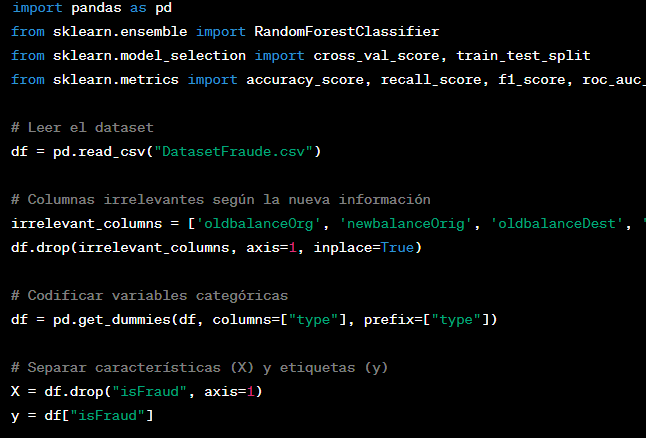 import pandas as pd
from sklearn.ensemble import RandomForestClassifier
from sklearn.model_selection import cross_val_score, train_test_split
from sklearn.metrics import accuracy_score, recall_score, f1_score, roc_auc_
# Leer el dataset
df = pd.read_csv("DatasetFraude.csv")
# Columnas irrelevantes según la nueva información
irrelevant_columns = ['oldbalanceOrg', 'newbalanceOrig', 'oldbalanceDest', '
df.drop(irrelevant_columns, axis=1, inplace=True)
# Codificar variables categóricas
df = pd.get_dummies(df, columns=["type"], prefix=["type"])
# Separar características (X) y etiquetas (y)
X = df.drop("isFraud", axis=1)
y = df["isFraud"]